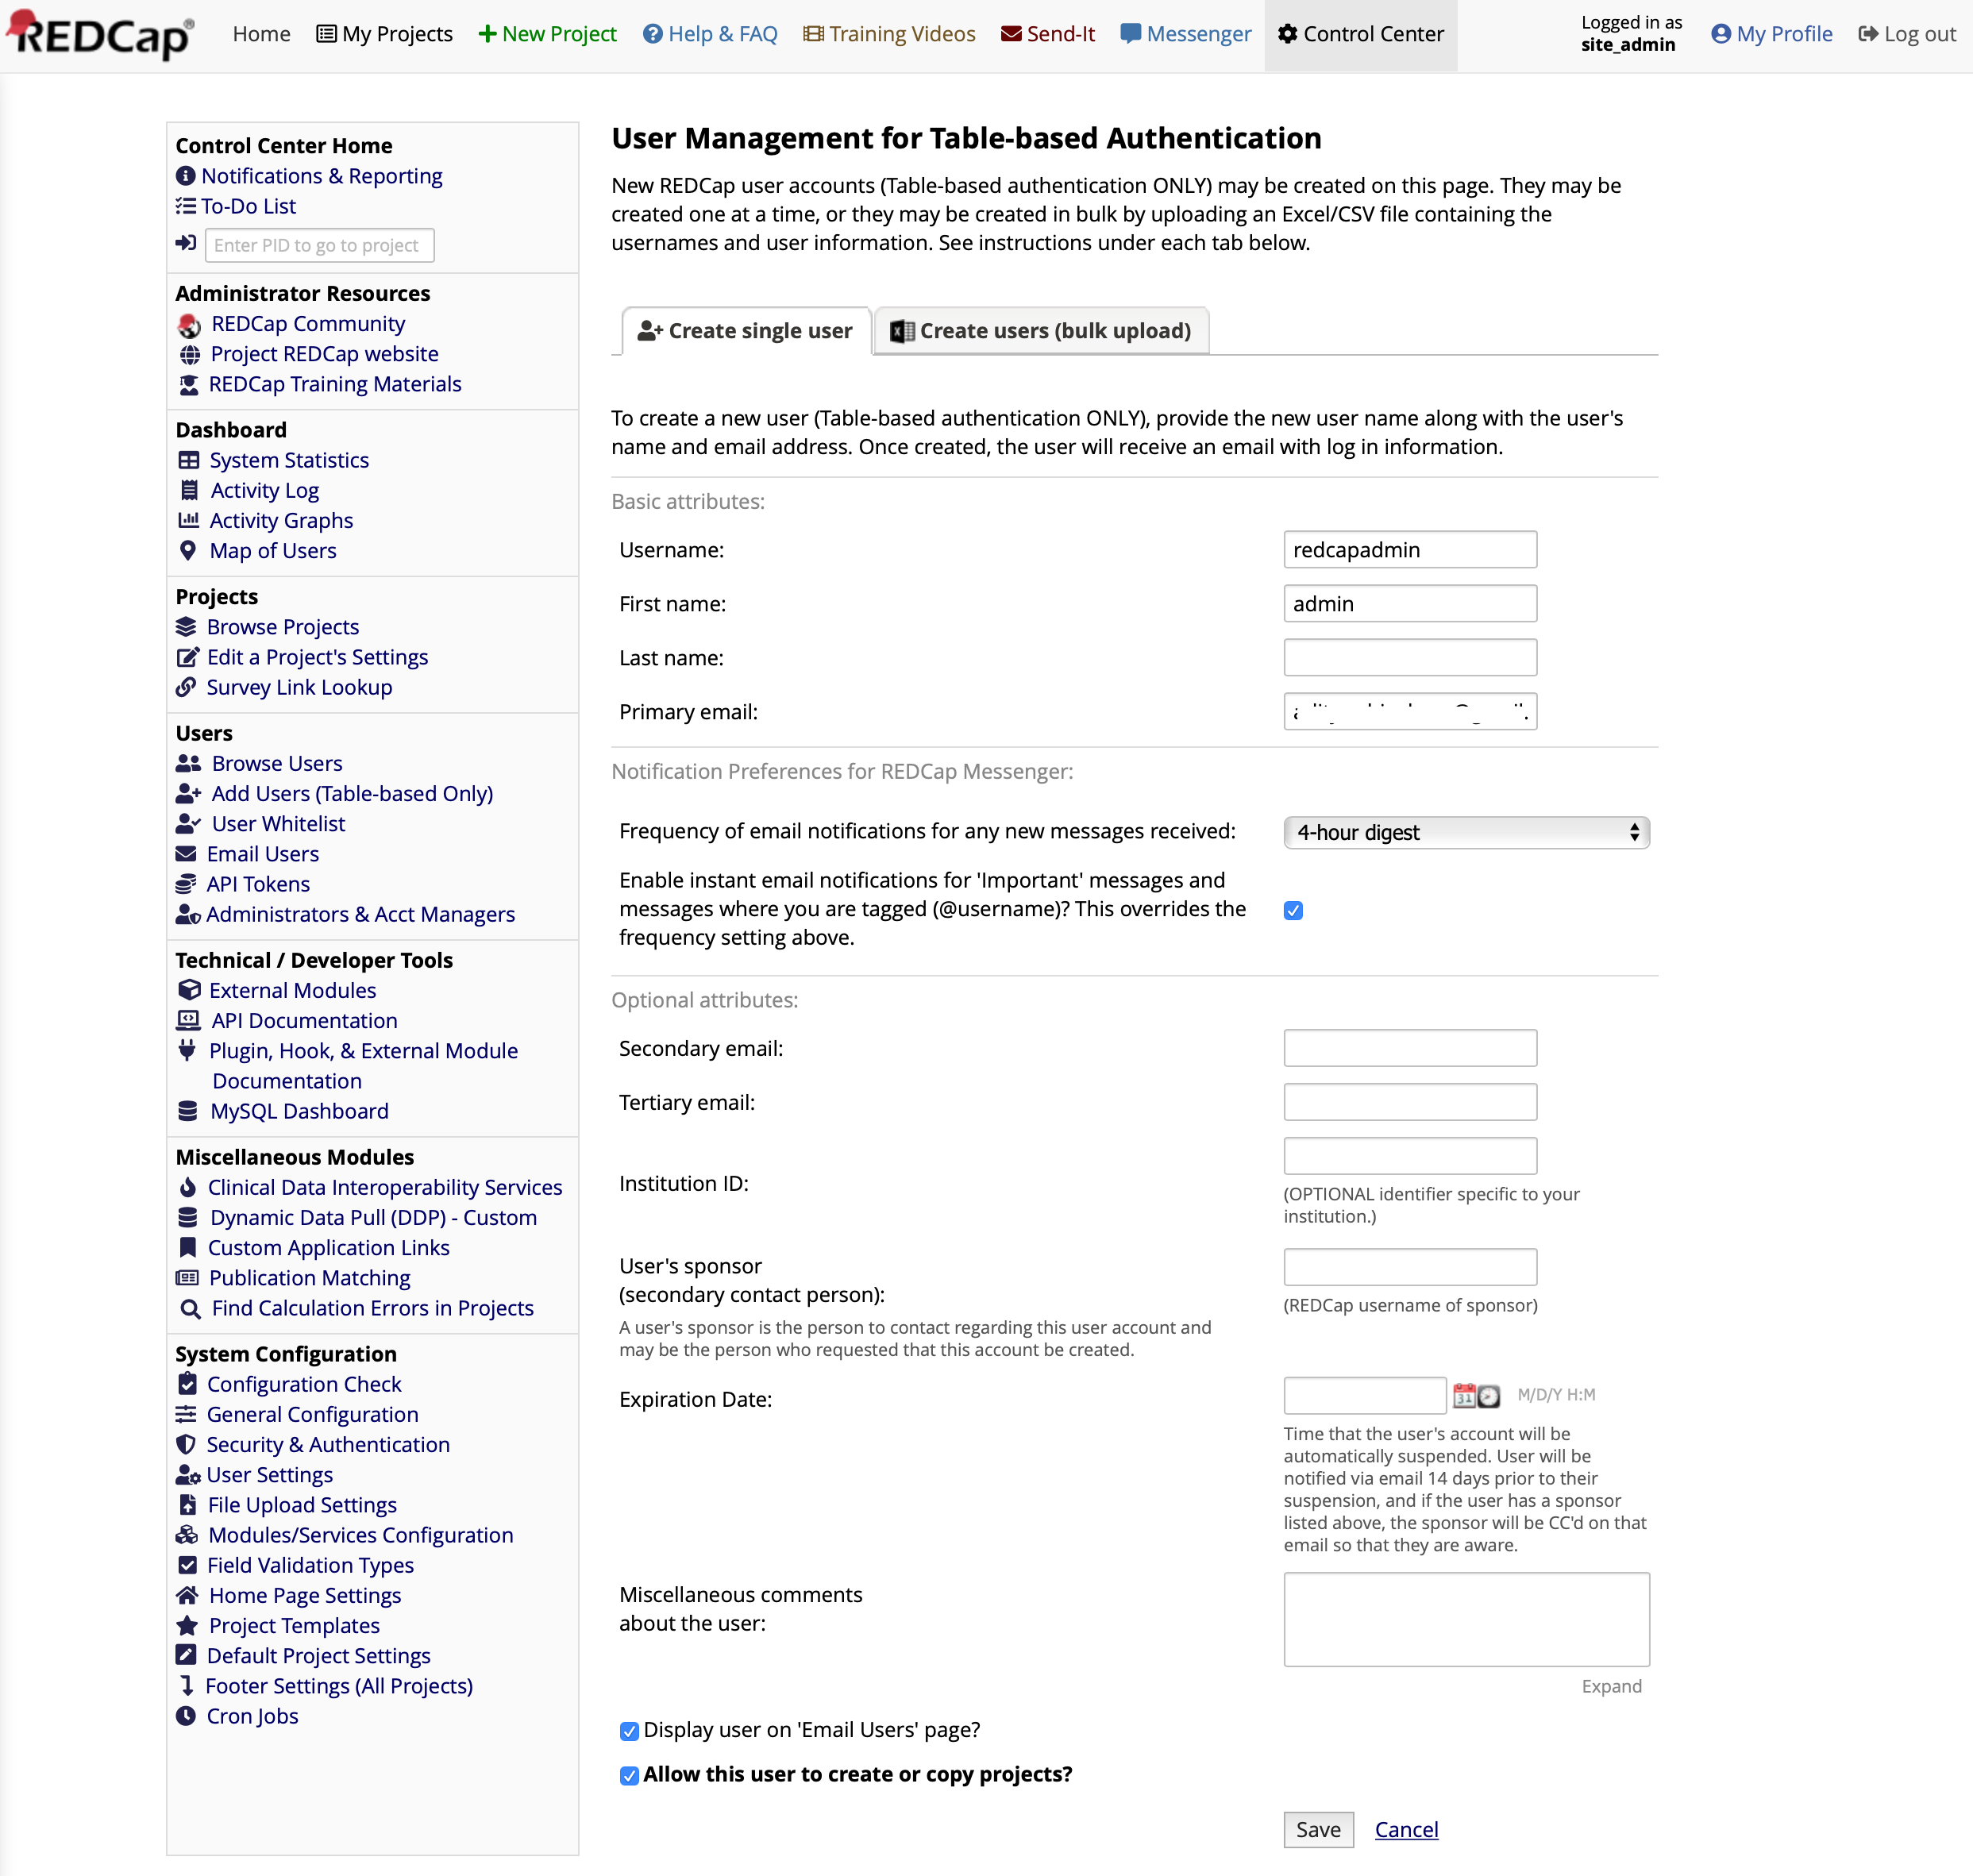 REDCap®
Home
My Projects
New Project
Help & FAQ
Training Videos
Send-It
Messenger
Control Center
Logged in as
site_admin
My Profile
Log out
Control Center Home
Notifications & Reporting
To-Do List
Enter PID to go to project
Administrator Resources
REDCap Community
Project REDCap website
REDCap Training Materials
Dashboard
System Statistics
Activity Log
Activity Graphs
Map of Users
Projects
Browse Projects
Edit a Project's Settings
Survey Link Lookup
Users
Browse Users
Add Users (Table-based Only)
User Whitelist
Email Users
API Tokens
Administrators & Acct Managers
Technical / Developer Tools
External Modules
API Documentation
Plugin, Hook, & External Module
Documentation
MySQL Dashboard
Miscellaneous Modules
Clinical Data Interoperability Services
Dynamic Data Pull (DDP) - Custom
Custom Application Links
Publication Matching
Find Calculation Errors in Projects
System Configuration
Configuration Check
General Configuration
Security & Authentication
User Settings
File Upload Settings
Modules/Services Configuration
Field Validation Types
Home Page Settings
Project Templates
Default Project Settings
Footer Settings (All Projects)
Cron Jobs
User Management for Table-based Authentication
New REDCap user accounts (Table-based authentication ONLY) may be created on this page. They may be
created one at a time, or they may be created in bulk by uploading an Excel/CSV file containing the
usernames and user information. See instructions under each tab below.
Create single user
Create users (bulk upload)
To create a new user (Table-based authentication ONLY), provide the new user name along with the user's
name and email address. Once created, the user will receive an email with log in information.
Basic attributes:
Username:
redcapadmin
First name:
admin
Last name:
Primary email:
Notification Preferences for REDCap Messenger:
Frequency of email notifications for any new messages received:
4-hour digest
Enable instant email notifications for 'Important' messages and
messages where you are tagged (@username)? This overrides the
frequency setting above.
Optional attributes:
Secondary email:
Tertiary email:
Institution ID:
(OPTIONAL identifier specific to your
institution.)
User's sponsor
(secondary contact person):
(REDCap username of sponsor)
A user's sponsor is the person to contact regarding this user account and
may be the person who requested that this account be created.
Expiration Date:
31
M/D/Y H:M
Time that the user's account will be
automatically suspended. User will be
notified via email 14 days prior to their
suspension, and if the user has a sponsor
listed above, the sponsor will be CC'd on that
email so that they are aware.
Miscellaneous comments
about the user:
Expand
Display user on 'Email Users' page?
Allow this user to create or copy projects?
Save
Cancel